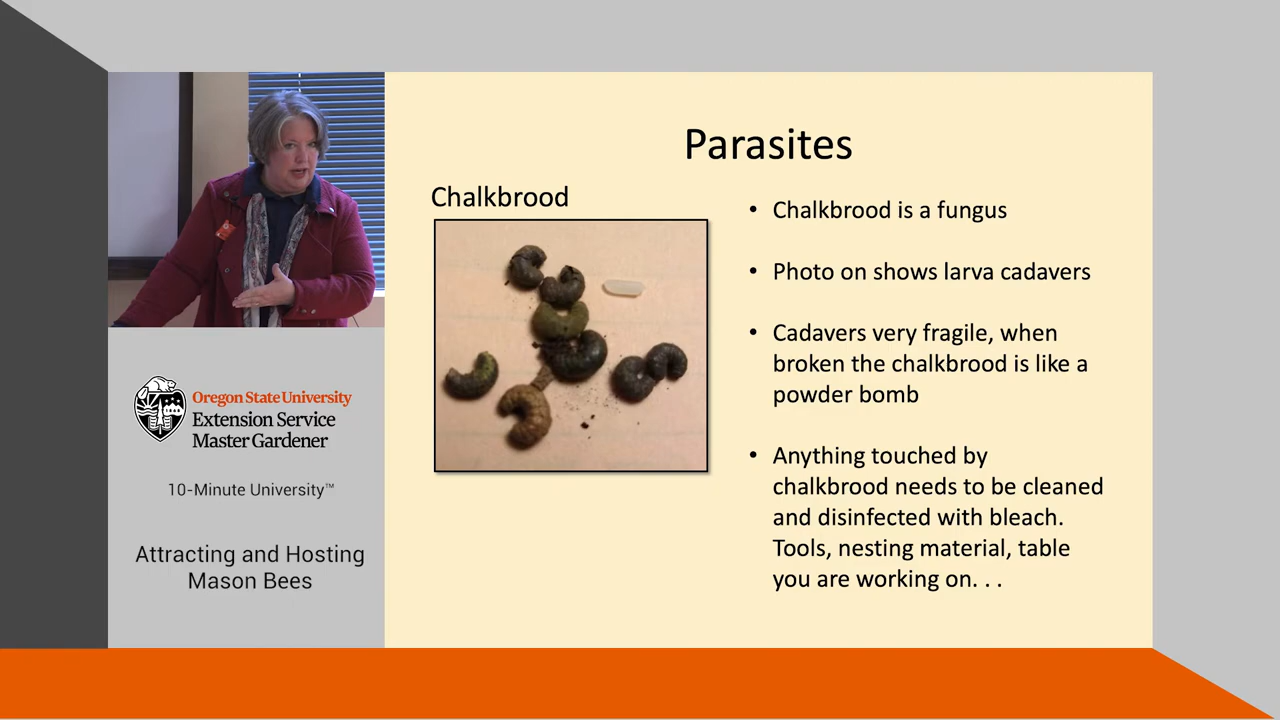 Parasites
Chalkbrood
• Chalkbrood is a fungus
• Photo on shows larva cadavers
• Cadavers very fragile, when
broken the chalkbrood is like a
powder bomb
• Anything touched by
chalkbrood needs to be cleaned
and disinfected with bleach.
Tools, nesting material, table
you are working on. . .
Oregon State University
Extension Service
Master Gardener
10-Minute University™
Attracting and Hosting
Mason Bees